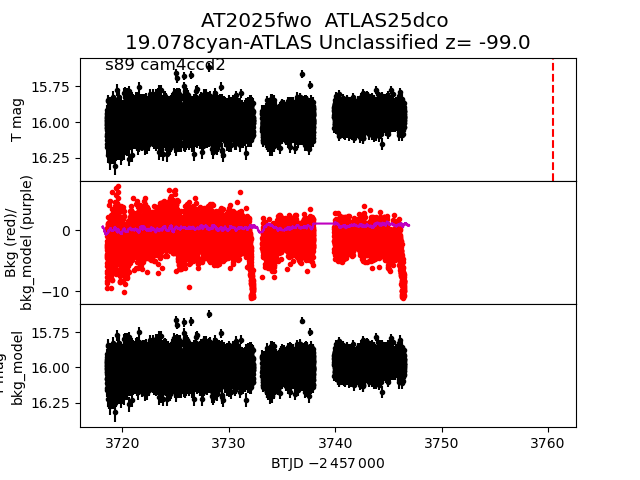 AT2025fwo  ATLAS25dco
19.078cyan-ATLAS Unclassified z= -99.0
s89 cam4ccd2
T mag
15.75
16.00
16.25
Bkg (red)/
bkg_model (purple)
0
−10
mag
bkg_model
15.75
16.00
16.25
3720
3730
3740
3750
3760
BTJD −2 457 000